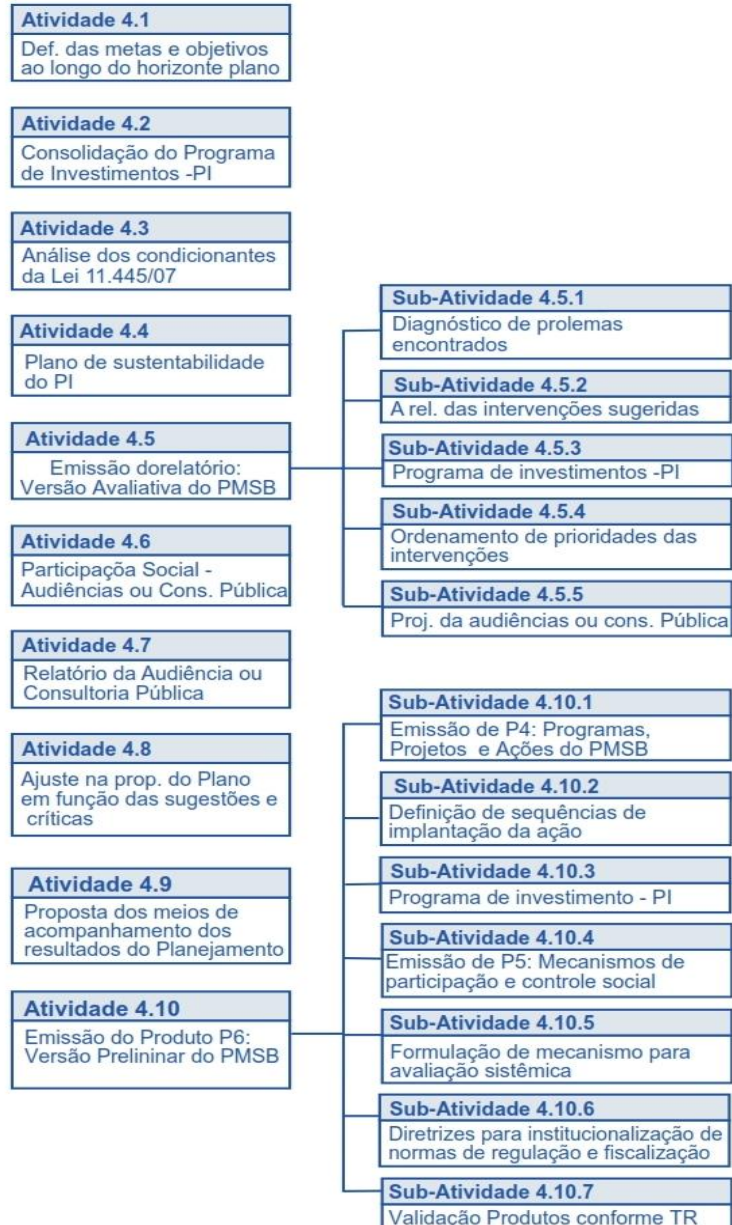 Atividade 4.1
Def. das metas e objetivos
ao longo do horizonte plano
Atividade 4.2
Consolidação do Programa
de Investimentos -PI
Atividade 4.3
Análise dos condicionantes
da Lei 11.445/07
Atividade 4.4
Plano de sustentabilidade
do PI
Atividade 4.5
Emissão dorelatório:
Versão Avaliativa do PMSB
Sub-Atividade 4.5.1
Diagnóstico de prolemas
encontrados
Sub-Atividade 4.5.2
A rel. das intervenções sugeridas
Sub-Atividade 4.5.3
Programa de investimentos -PI
Sub-Atividade 4.5.4
Ordenamento de prioridades das
intervenções
Sub-Atividade 4.5.5
Proj. da audiências ou cons. Pública
Atividade 4.6
Participaçõa Social -
Audiências ou Cons. Pública
Atividade 4.7
Relatório da Audiência ou
Consultoria Pública
Atividade 4.8
Ajuste na prop. do Plano
em função das sugestões e
críticas
Atividade 4.9
Proposta dos meios de
acompanhamento dos
resultados do Planejamento
Atividade 4.10
Emissão do Produto P6:
Versão Prelininar do PMSB
Sub-Atividade 4.10.1
Emissão de P4: Programas,
Projetos e Ações do PMSB
Sub-Atividade 4.10.2
Definição de sequências de
implantação da ação
Sub-Atividade 4.10.3
Programa de investimento - PI
Sub-Atividade 4.10.4
Emissão de P5: Mecanismos de
participação e controle social
Sub-Atividade 4.10.5
Formulação de mecanismo para
avaliação sistêmica
Sub-Atividade 4.10.6
Diretrizes para institucionalização de
normas de regulação e fiscalização
Sub-Atividade 4.10.7
Validação Produtos conforme TR